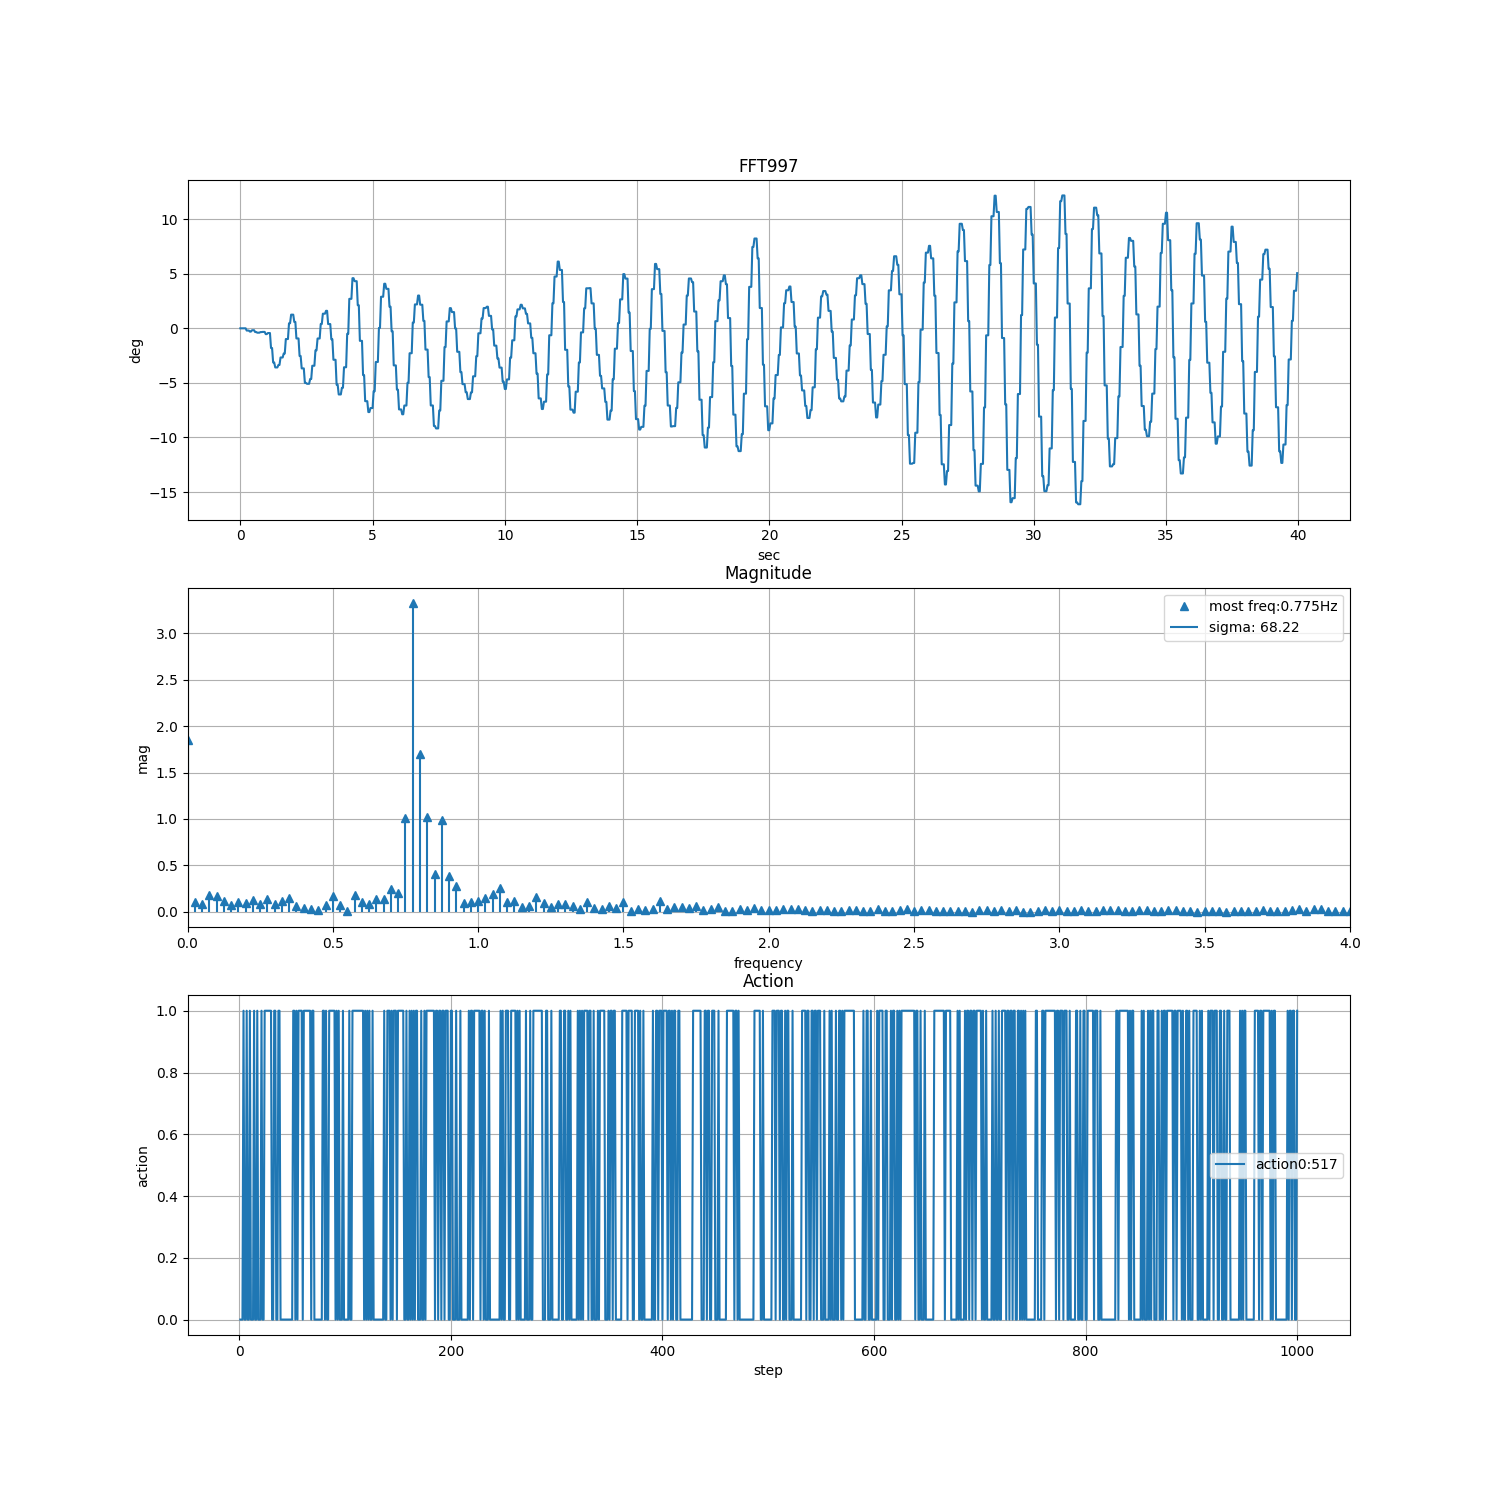 FFT997
deg
10
5
0
−5
−10
−15
0 5 10 15 20 25 30 35 40
sec
Magnitude
most freq:0.775Hz
sigma: 68.22
mag
3.0
2.5
2.0
1.5
1.0
0.5
0.0
0.0 0.5 1.0 1.5 2.0 2.5 3.0 3.5 4.0
frequency
Action
action
1.0
0.8
0.6
0.4
0.2
0.0
action0:517
0 200 400 600 800 1000
step